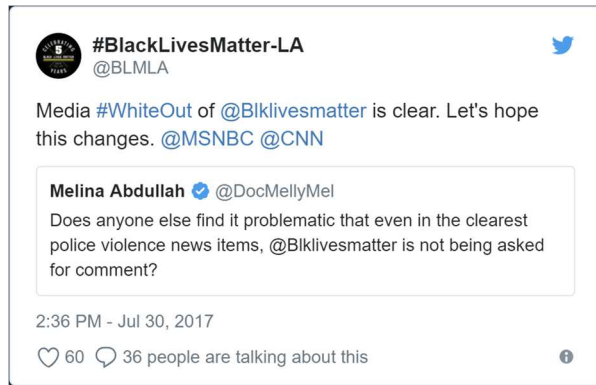 #BlackLivesMatter-LA
@BLMLA
Media #WhiteOut of @Blklivesmatter is clear. Let's hope
this changes. @MSNBC @CNN
Melina Abdullah @DocMellyMel
Does anyone else find it problematic that even in the clearest
police violence news items, @Blklivesmatter is not being asked
for comment?
2:36 PM - Jul 30, 2017
60 36 people are talking about this